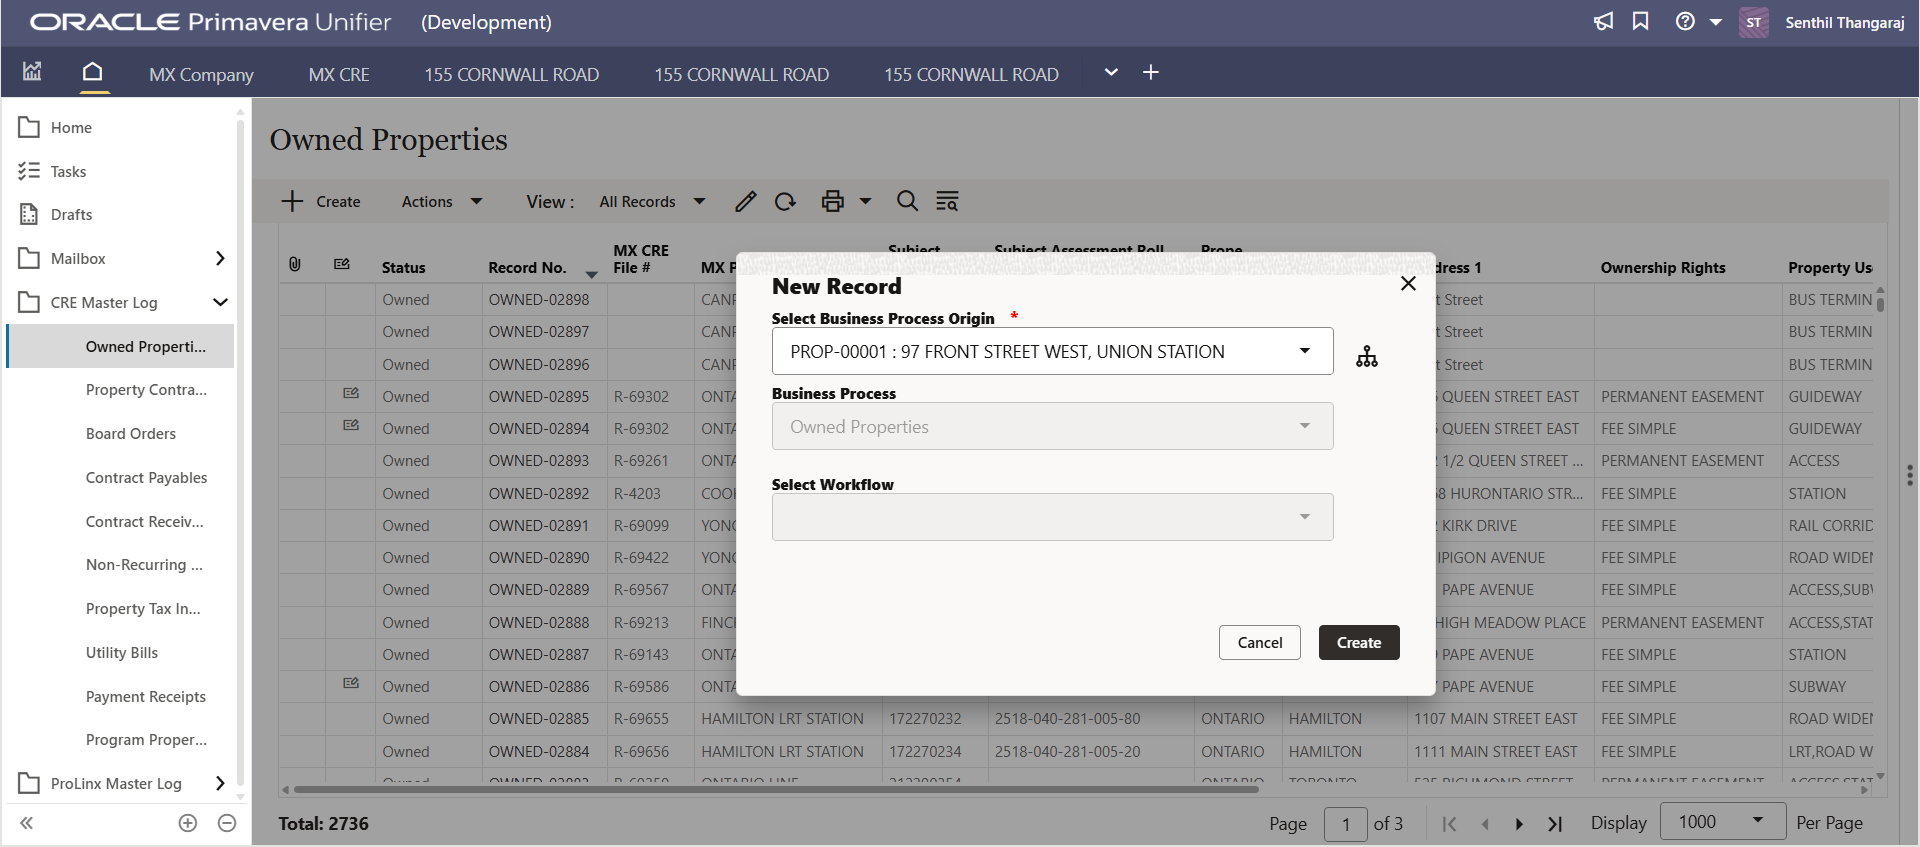 ORACLE Primavera Unifier (Development)
ST Senthil Thangaraj
MX Company MX CRE 155 CORNWALL ROAD 155 CORNWALL ROAD 155 CORNWALL ROAD
Home
Tasks
Drafts
Mailbox
CRE Master Log
Owned Properti...
Property Contra...
Board Orders
Contract Payables
Contract Receiv...
Non-Recurring ...
Property Tax In...
Utility Bills
Payment Receipts
Program Proper...
ProLinx Master Log
Owned Properties
Create Actions View : All Records
Status Record No. MX CRE File # MX P Subject Subject Assessment Roll Prope dress 1 Ownership Rights Property Us
Owned OWNED-02898 CANP t Street BUS TERMIN
Owned OWNED-02897 CANP t Street BUS TERMIN
Owned OWNED-02896 CANP t Street BUS TERMIN
Owned OWNED-02895 R-69302 ONTA QUEEN STREET EAST PERMANENT EASEMENT GUIDEWAY
Owned OWNED-02894 R-69302 ONTA QUEEN STREET EAST FEE SIMPLE GUIDEWAY
Owned OWNED-02893 R-69261 ONTA 1/2 QUEEN STREET ... PERMANENT EASEMENT ACCESS
Owned OWNED-02892 R-4203 COOK HURONTARIO STR... FEE SIMPLE STATION
Owned OWNED-02891 R-69099 YONG KIRK DRIVE FEE SIMPLE RAIL CORRID
Owned OWNED-02890 R-69422 YONG IPIGON AVENUE FEE SIMPLE ROAD WIDEN
Owned OWNED-02889 R-69567 ONTA PAPE AVENUE FEE SIMPLE ACCESS,SUBW
Owned OWNED-02888 R-69213 FINCH HIGH MEADOW PLACE PERMANENT EASEMENT ACCESS,STAT
Owned OWNED-02887 R-69143 ONTA PAPE AVENUE FEE SIMPLE STATION
Owned OWNED-02886 R-69586 ONTA PAPE AVENUE FEE SIMPLE SUBWAY
Owned OWNED-02885 R-69655 HAMILTON LRT STATION 172270232 2518-040-281-005-80 ONTARIO HAMILTON 1107 MAIN STREET EAST FEE SIMPLE ROAD WIDEN
Owned OWNED-02884 R-69656 HAMILTON LRT STATION 172270234 2518-040-281-005-20 ONTARIO HAMILTON 1111 MAIN STREET EAST FEE SIMPLE LRT,ROAD W
New Record
Select Business Process Origin *
PROP-00001 : 97 FRONT STREET WEST, UNION STATION
Business Process
Owned Properties
Select Workflow
Cancel Create
Total: 2736 Page 1 of 3 Display 1000 Per Page